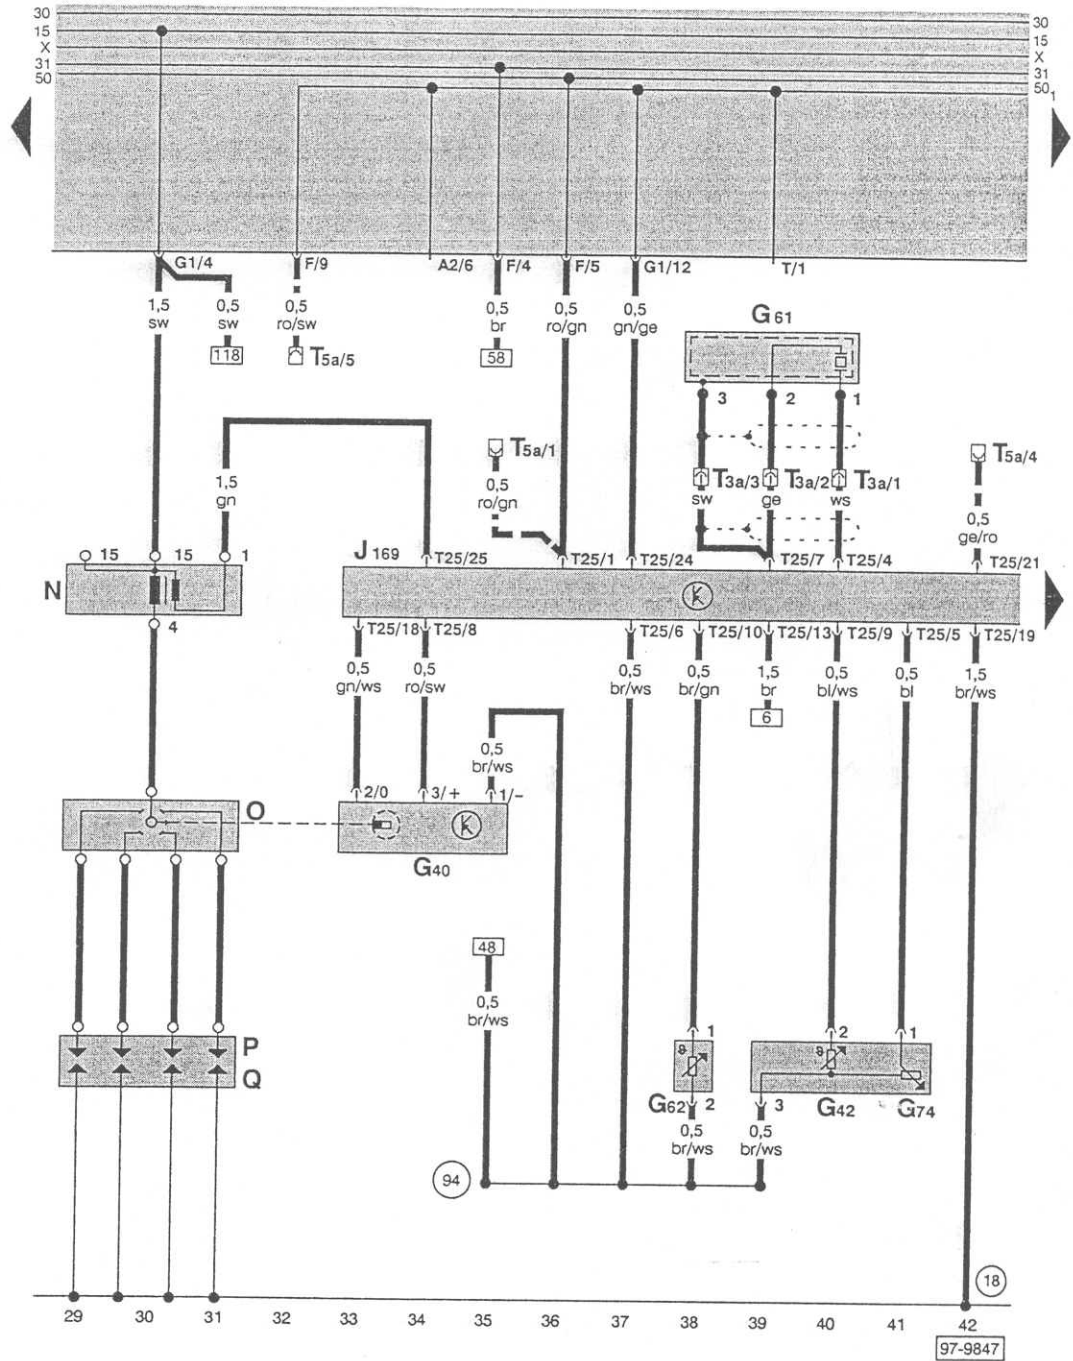 30 30
15 15
X X
31 31
50 50 1
G1/4 F/9 A2/6 F/4 F/5 G1/12 T/1
1,5 0,5 0,5 0,5 0,5 0,5
sw sw ro/sw br ro/gn gn/ge
G61
118 T5a/5 58
3 2 1
T5a/1 T5a/4
1,5 0,5 T3a/3 T3a/2 T3a/1
gn ro/gn sw ge ws
0,5
ge/ro
15 15 1 J169 T25/25 T25/1 T25/24 T25/7 T25/4 T25/21
N
4 T25/18 T25/8 T25/6 T25/10 T25/13 T25/9 T25/5 T25/19
0,5 0,5 0,5 0,5 1,5 0,5 0,5 1,5
gn/ws ro/sw br/ws br/gn br bl/ws bl br/ws
6
0,5
br/ws
2/0 3/+ 1/-
O
G40
48
0,5
br/ws
1 2 1
P
ϑ ϑ
Q
G62 2 3 G42 G74
0,5 0,5
br/ws br/ws
94
18
29 30 31 32 33 34 35 36 37 38 39 40 41 42
97-9847